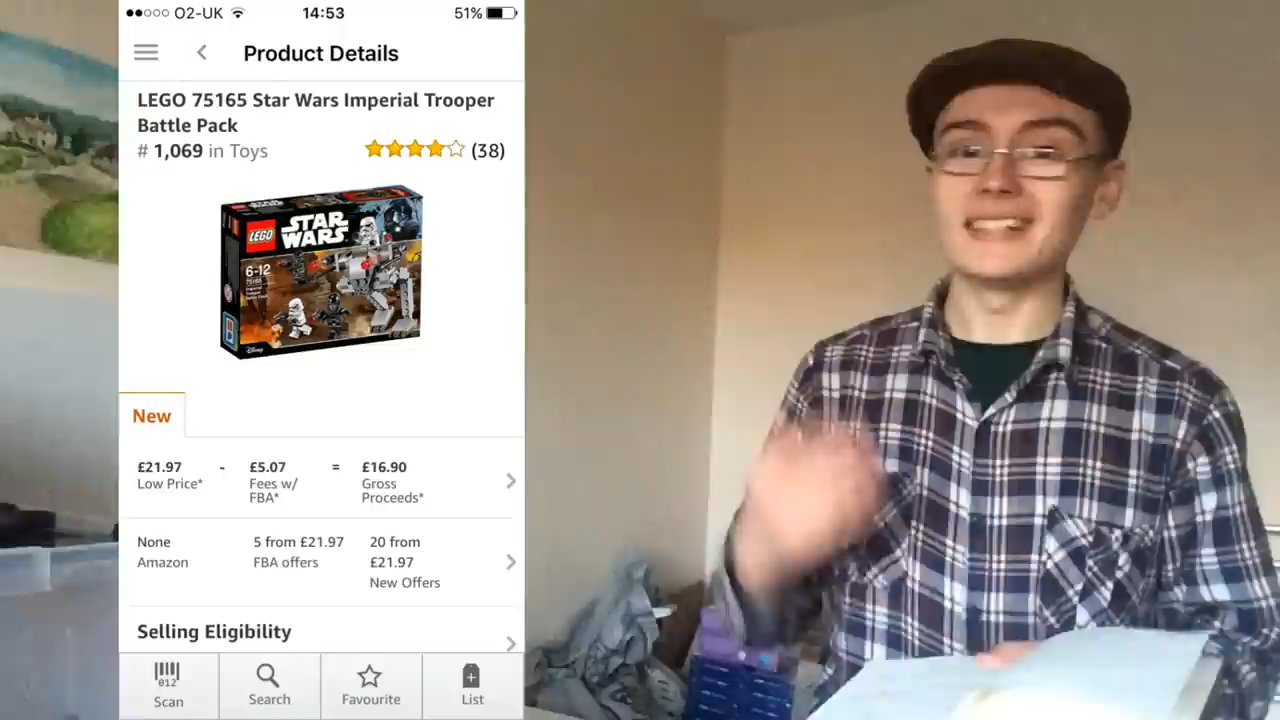 O2-UK 14:53 51%
Product Details
LEGO 75165 Star Wars Imperial Trooper
Battle Pack
# 1,069 in Toys (38)
LEGO STAR WARS
6-12
75165
Disney
New
£21.97 - £5.07 = £16.90
Low Price* Fees w/ FBA* Gross Proceeds*
None 5 from £21.97 20 from £21.97
Amazon FBA offers New Offers
Selling Eligibility
Scan Search Favourite List